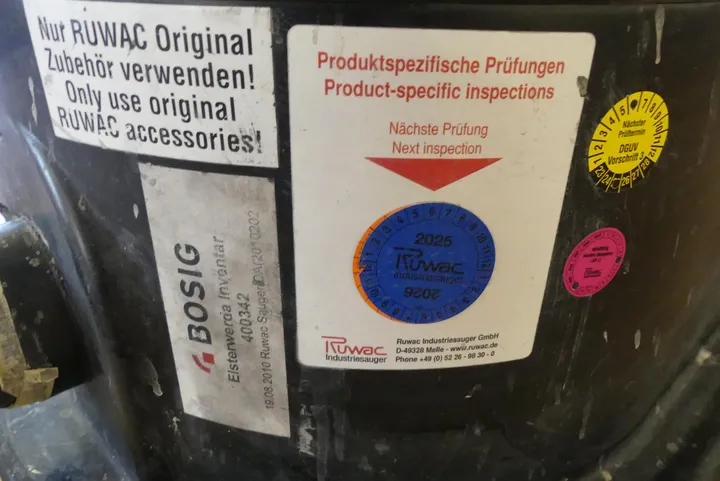 Nur RUWAC Original
Zubehör verwenden!
Only use original
RUWAC accessories!
BOSIG
Elsterwerda Inventar
400342
Produktspezifische Prüfungen
Product-specific inspections
Nächste Prüfung
Next inspection
2025
Ruwac
Industriesauger
2026
Ruwac
Industriesauger
Ruwac Industriesauger GmbH
D-49328 Melle - www.ruwac.de
Phone +49 (0) 52 26 - 98 30 - 0
Nächster
Prüftermin
DGUV
Vorschrift 3